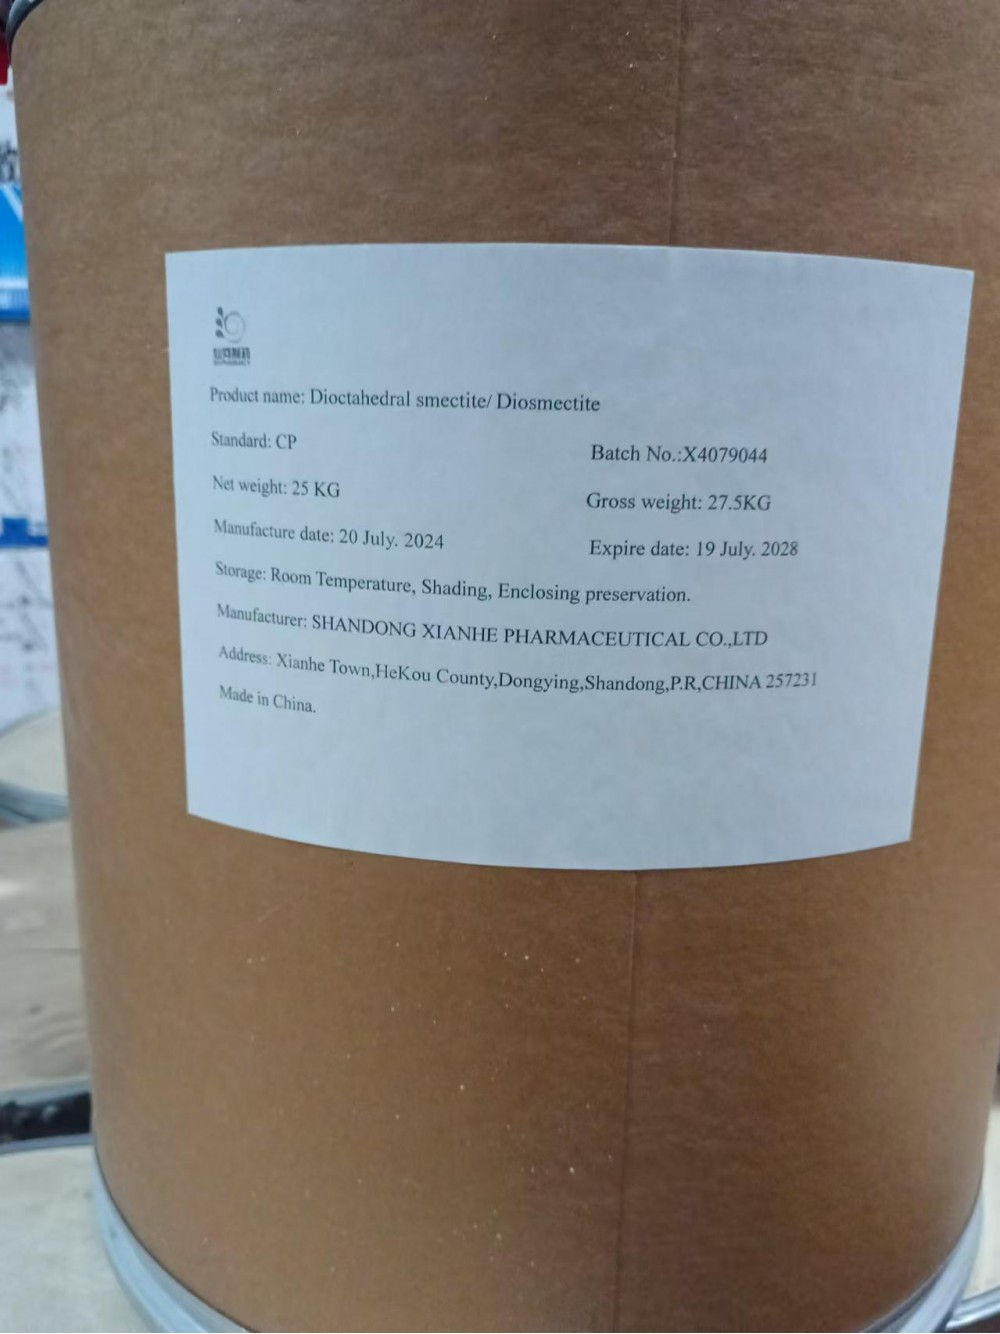 Product name: Dioctahedral smectite/ Diosmectite
Standard: CP
Batch No.:X4079044
Net weight: 25 KG
Gross weight: 27.5KG
Manufacture date: 20 July. 2024
Expire date: 19 July. 2028
Storage: Room Temperature, Shading, Enclosing preservation.
Manufacturer: SHANDONG XIANHE PHARMACEUTICAL CO.,LTD
Address: Xianhe Town,HeKou County,Dongying,Shandong,P.R,CHINA 257231
Made in China.